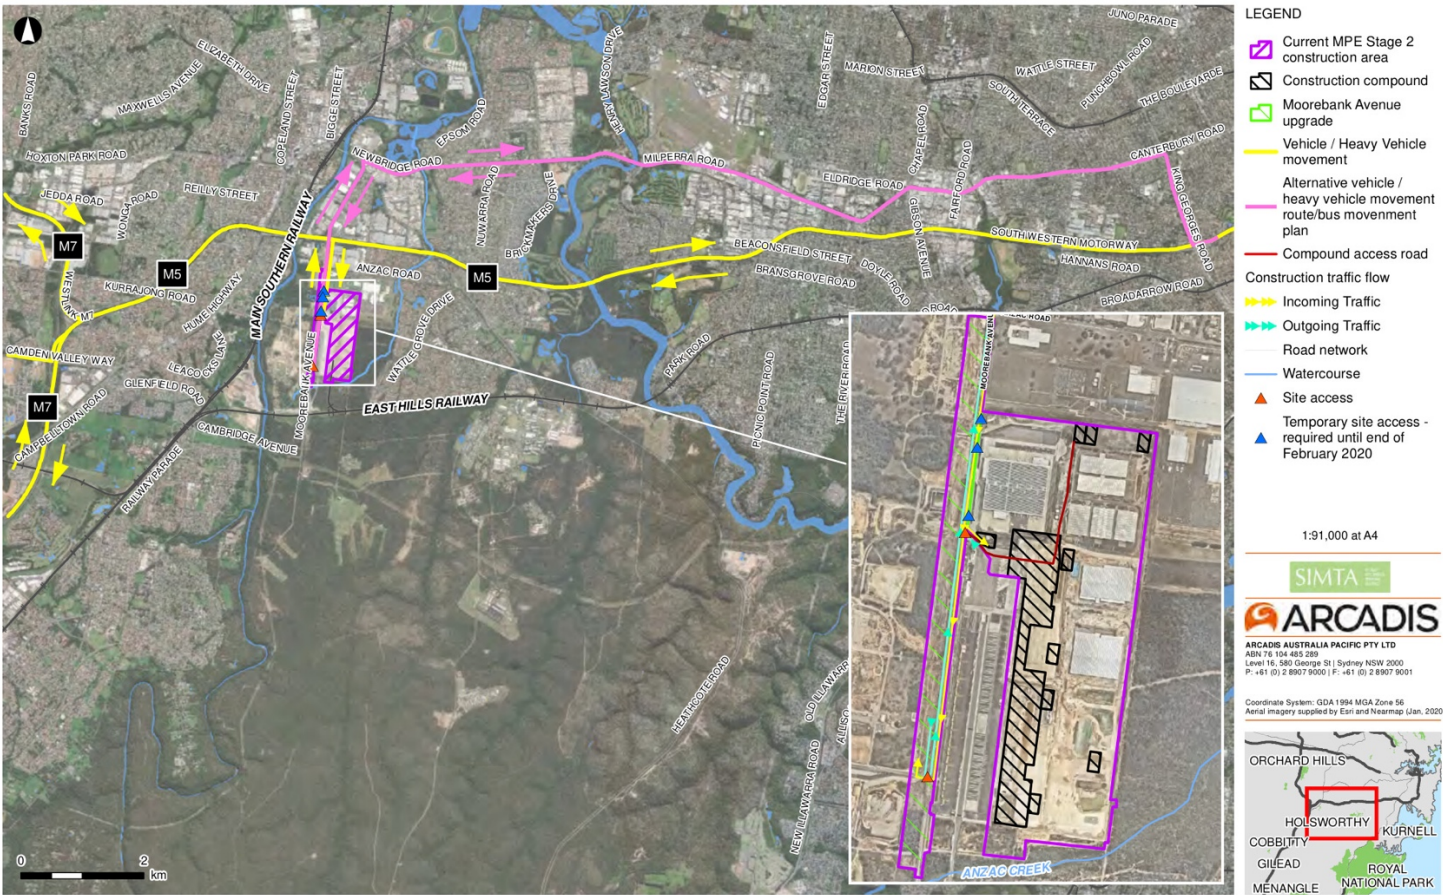 JUNO PARADE
ELIZABETH DRIVE
MAXWELLS AVENUE
BANKS ROAD
COPELAND STREET
BIGGE STREET
EPSOM ROAD
HENRY LAWSON DRIVE
EDGAR STREET
MARION STREET
WATTLE STREET
SOUTH TERRACE
PUNCHBOWL ROAD
THE BOULEVARDE
HOXTON PARK ROAD
JEDDA ROAD
WONGA ROAD
REILLY STREET
NEWBRIDGE ROAD
MILPERRA ROAD
ELDRIDGE ROAD
CHAPEL ROAD
FAIRFORD ROAD
CANTERBURY ROAD
KING GEORGES ROAD
NUWARRA ROAD
BRICKMAKERS DRIVE
GIBSON AVENUE
MAIN SOUTHERN RAILWAY
M7
M5
M5
ANZAC ROAD
BEACONSFIELD STREET
SOUTH WESTERN MOTORWAY
BRANSGROVE ROAD
DOYLE ROAD
HANNANS ROAD
BROADARROW ROAD
WESTLINK M7
KURRAJONG ROAD
HUME HIGHWAY
CAMDEN VALLEY WAY
LEACOCKS LANE
GLENFIELD ROAD
MOOREBANK AVENUE
WATTLE GROVE DRIVE
PARK ROAD
PICNIC POINT ROAD
THE RIVER ROAD
M7
CAMPBELLTOWN ROAD
EAST HILLS RAILWAY
CAMBRIDGE AVENUE
RAILWAY PARADE
HEATHCOTE ROAD
OLD ILLAWARR
ALLISO
NEW ILLAWARRA ROAD
ROAD
AC ROAD
MOOREBANK AVENU
ANZAC CREEK
0 2
km
LEGEND
Current MPE Stage 2
construction area
Construction compound
Moorebank Avenue
upgrade
Vehicle / Heavy Vehicle
movement
Alternative vehicle /
heavy vehicle movement
route/bus movenment
plan
Compound access road
Construction traffic flow
Incoming Traffic
Outgoing Traffic
Road network
Watercourse
Site access
Temporary site access -
required until end of
February 2020
1:91,000 at A4
SIMTA
ARCADIS
ARCADIS AUSTRALIA PACIFIC PTY LTD
ABN 76 104 485 289
Level 16, 580 George St | Sydney NSW 2000
P: +61 (0) 2 8907 9000 | F: +61 (0) 2 8907 9001
Coordinate System: GDA 1994 MGA Zone 56
Aerial imagery supplied by Esri and Nearmap (Jan, 2020
ORCHARD HILLS
HOLSWORTHY
KURNELL
COBBITTY
GILEAD
ROYAL
NATIONAL PARK
MENANGLE